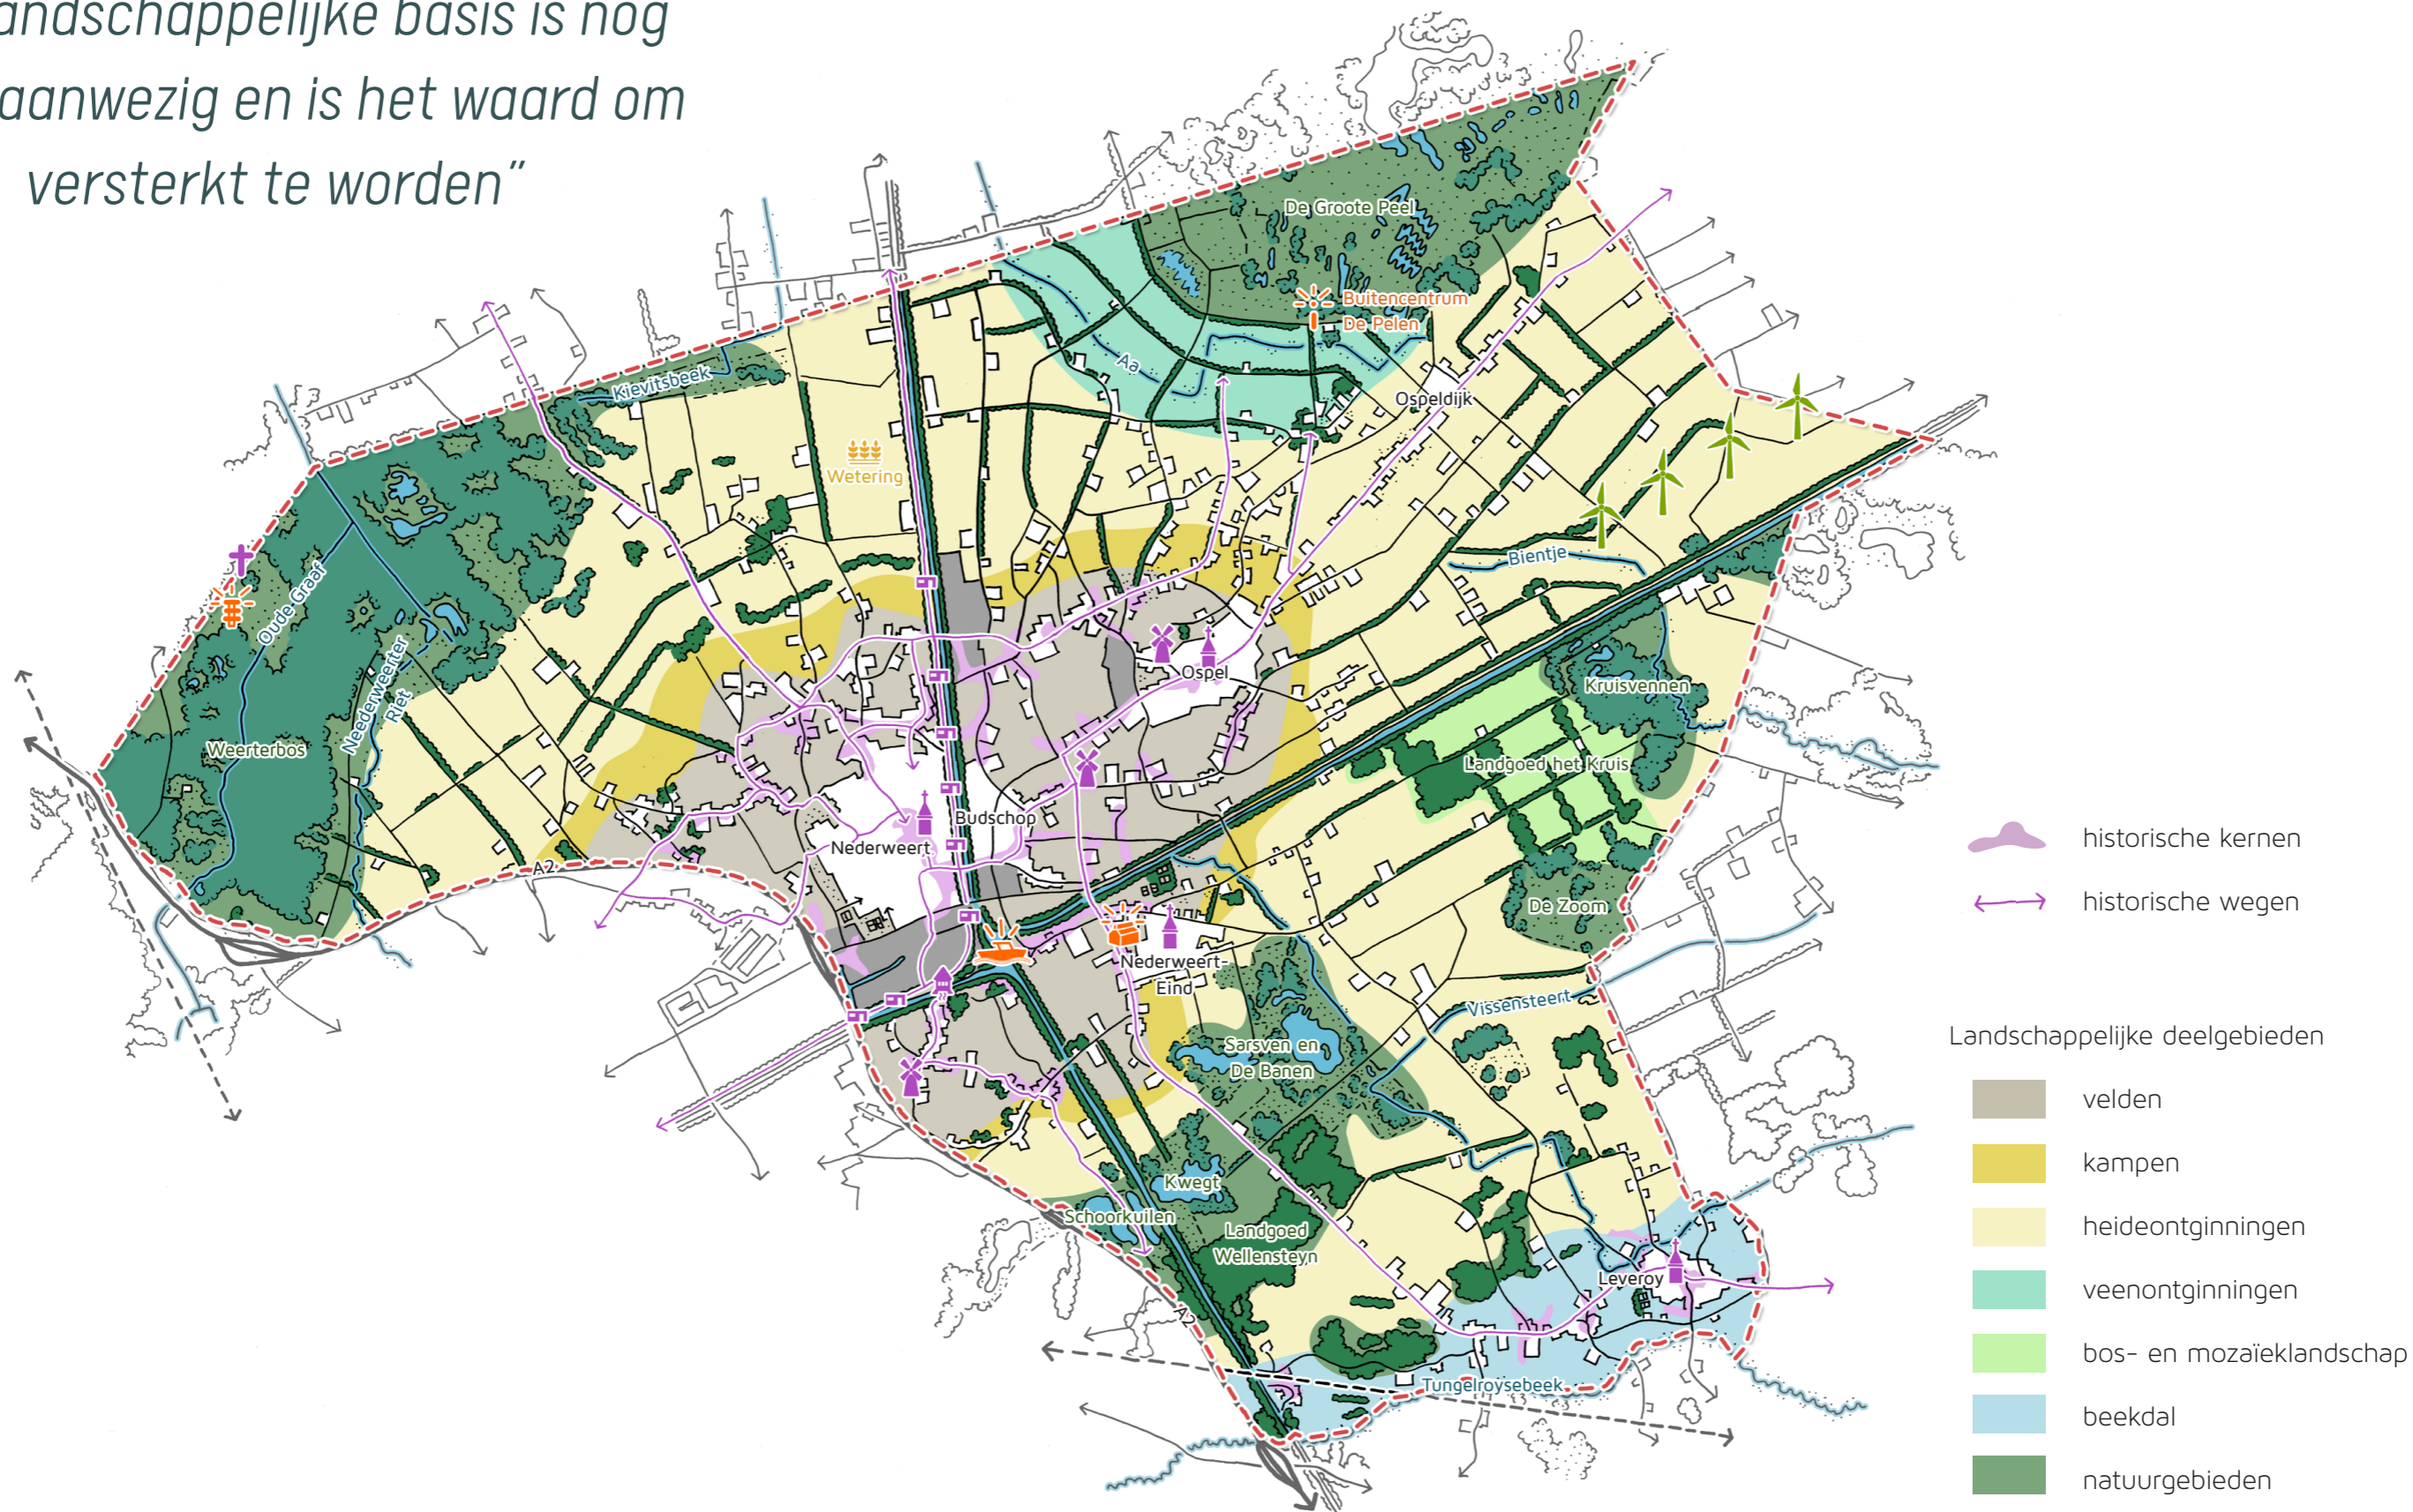 andschappelijke basis is nog
aanwezig en is het waard om
versterkt te worden”
De Groote Peel
Buitencentrum
De Pelen
Aa
Kievitsbeek
Ospeldijk
Wetering
Bientje
Oude Graaf
Nederweerter
Riet
Weerterbos
Ospel
Kruisvennen
Landgoed het Kruis
Budschop
Nederweert
A2
De Zoom
Nederweert-
Eind
Vissensteert
Sarsven en
De Banen
Kwegt
Schoorkuilen
Landgoed
Wellensteyn
Leveroy
A2
Tungelroysebeek
historische kernen
historische wegen
Landschappelijke deelgebieden
velden
kampen
heideontginningen
veenontginningen
bos- en mozaïeklandschap
beekdal
natuurgebieden